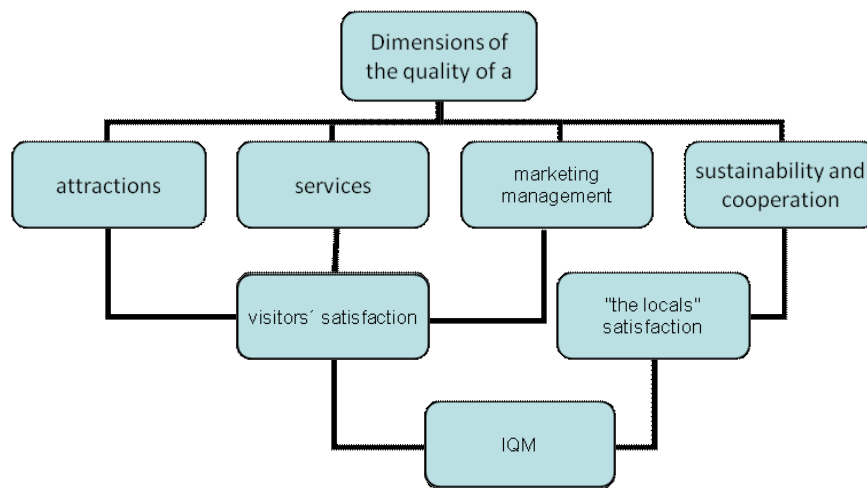 Dimensions of
the quality of a
attractions
services
marketing
management
sustainability and
cooperation
visitors´ satisfaction
"the locals"
satisfaction
IQM